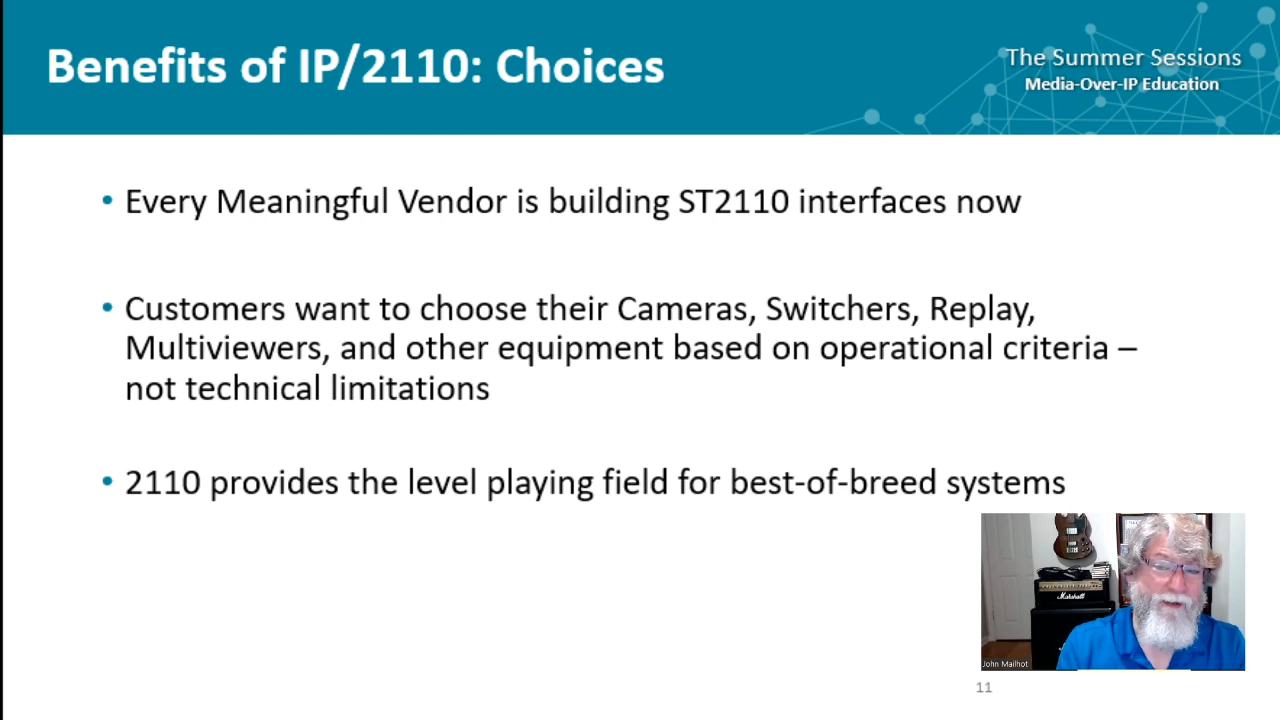 Benefits of IP/2110: Choices
The Summer Sessions
Media-Over-IP Education
• Every Meaningful Vendor is building ST2110 interfaces now
• Customers want to choose their Cameras, Switchers, Replay,
Multiviewers, and other equipment based on operational criteria –
not technical limitations
• 2110 provides the level playing field for best-of-breed systems
Marshall
John Mailhot
11